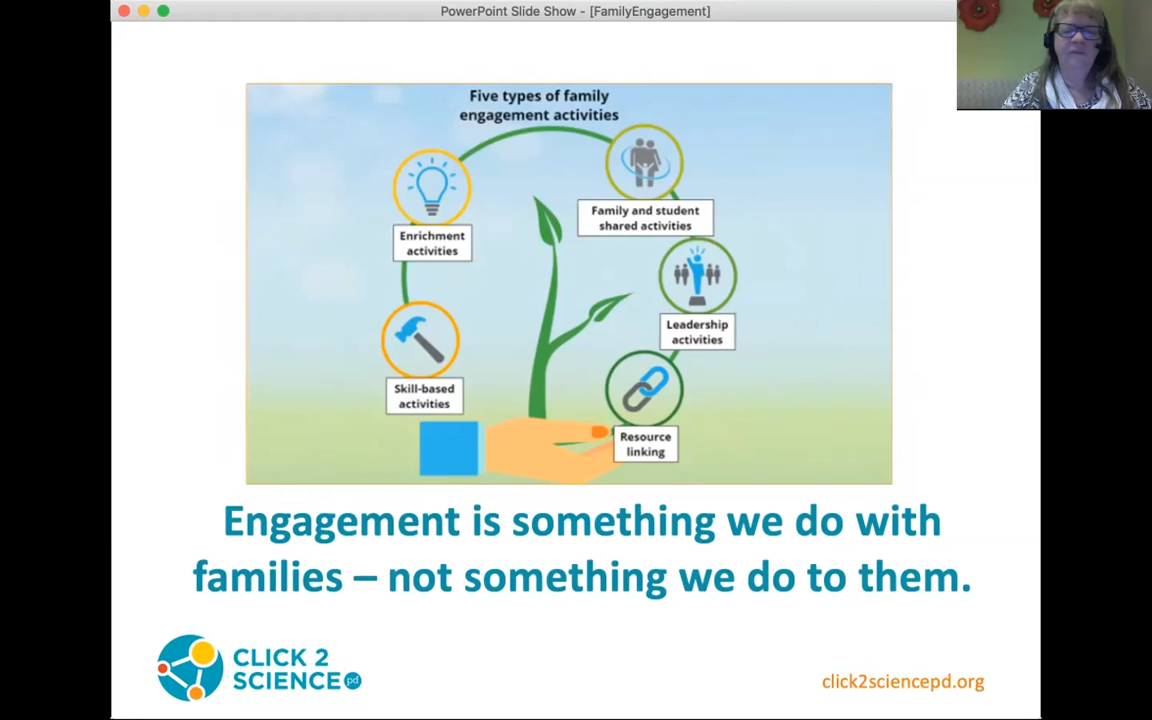 PowerPoint Slide Show - [FamilyEngagement]
Five types of family
engagement activities
Enrichment
activities
Family and student
shared activities
Leadership
activities
Skill-based
activities
Resource
linking
Engagement is something we do with
families – not something we do to them.
CLICK 2
SCIENCE pd
click2sciencepd.org